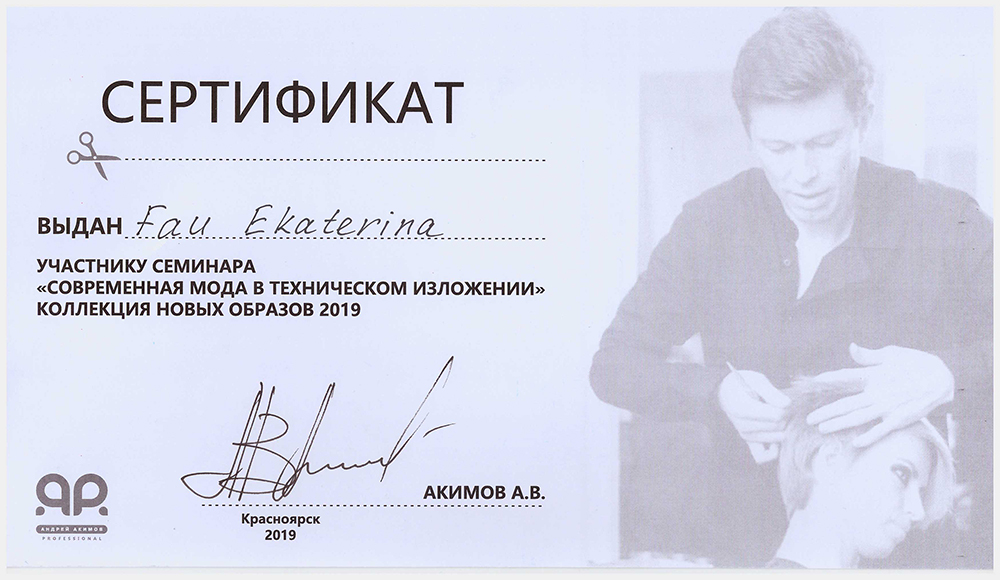 СЕРТИФИКАТ
ВЫДАН Fau Ekaterina
УЧАСТНИКУ СЕМИНАРА
«СОВРЕМЕННАЯ МОДА В ТЕХНИЧЕСКОМ ИЗЛОЖЕНИИ»
КОЛЛЕКЦИЯ НОВЫХ ОБРАЗОВ 2019
АКИМОВ А.В.
Красноярск
2019
АНДРЕЙ АКИМОВ
PROFESSIONAL